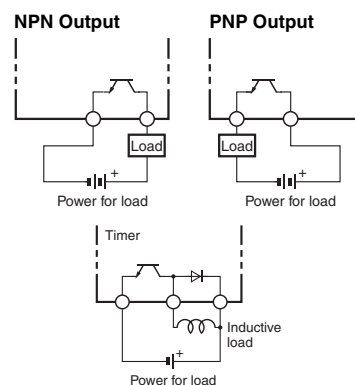 NPN Output
PNP Output
Load
+
Power for load
Load
+
Power for load
Timer
Inductive
load
+
Power for load